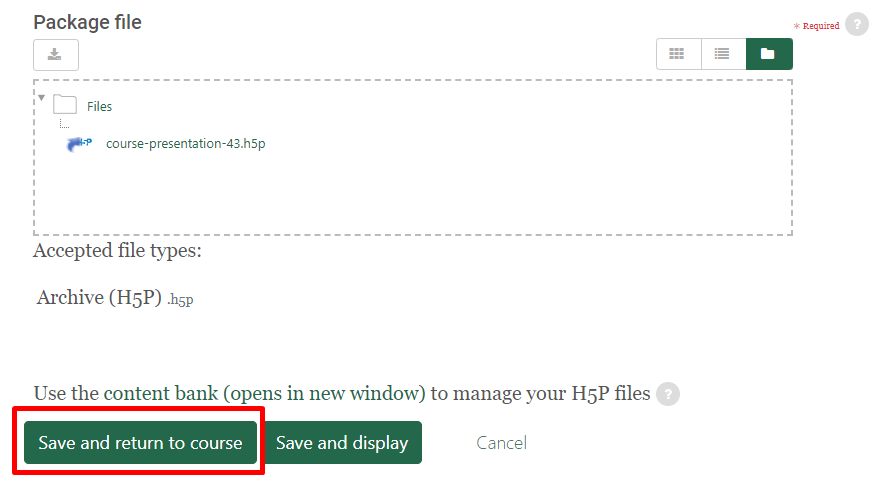 Package file
* Required ?
Files
H-P course-presentation-43.h5p
Accepted file types:
Archive (H5P) .h5p
Use the content bank (opens in new window) to manage your H5P files ?
Save and return to course Save and display Cancel